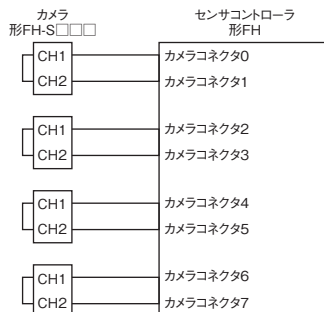 カメラ
形FH-S□□□
センサコントローラ
形FH
CH1
カメラコネクタ0
CH2
カメラコネクタ1
CH1
カメラコネクタ2
CH2
カメラコネクタ3
CH1
カメラコネクタ4
CH2
カメラコネクタ5
CH1
カメラコネクタ6
CH2
カメラコネクタ7